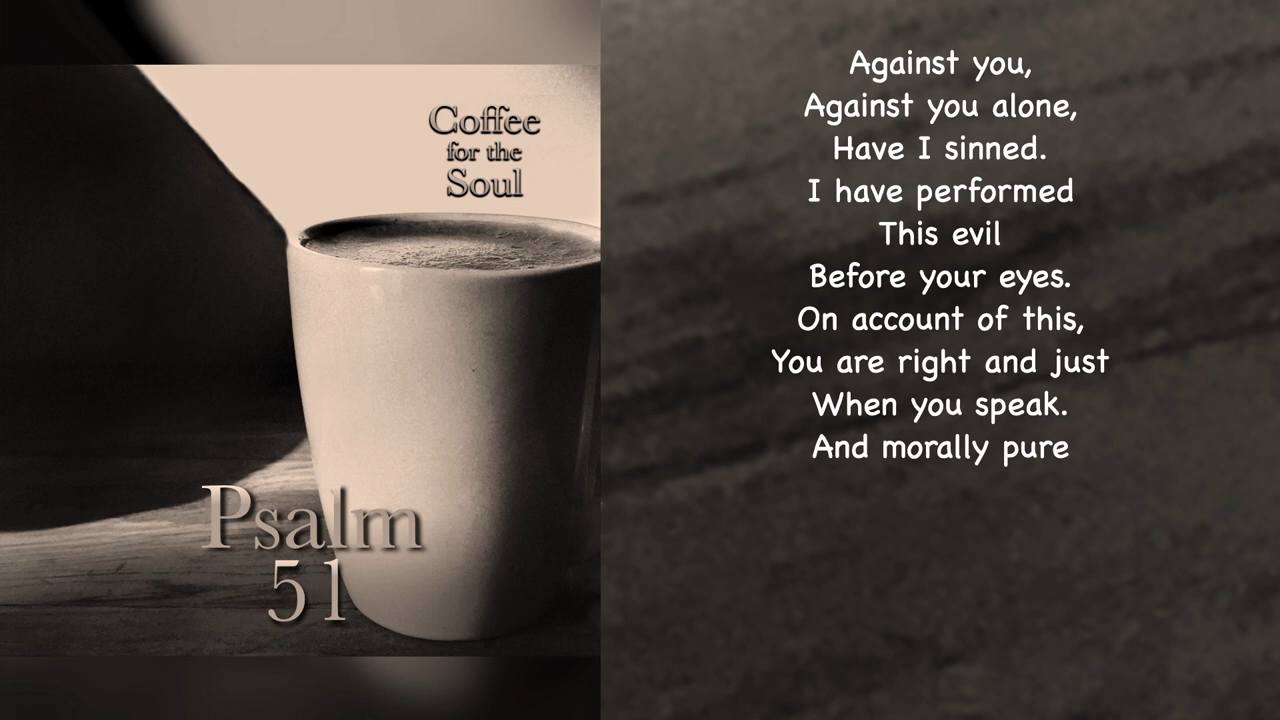 Coffee
for the
Soul
Psalm
51
Against you,
Against you alone,
Have I sinned.
I have performed
This evil
Before your eyes.
On account of this,
You are right and just
When you speak.
And morally pure